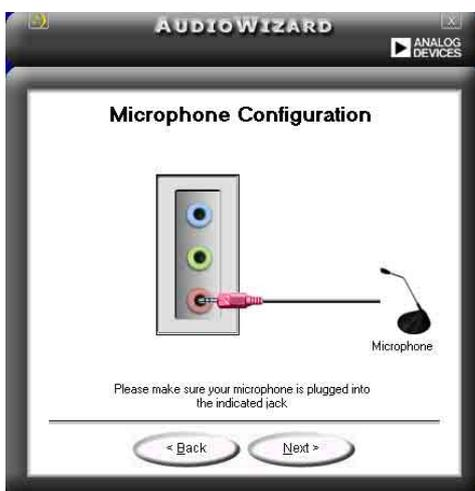 AUDIOWIZARD
X
ANALOG
DEVICES
Microphone Configuration
Microphone
Please make sure your microphone is plugged into
the indicated jack
< Back
Next >